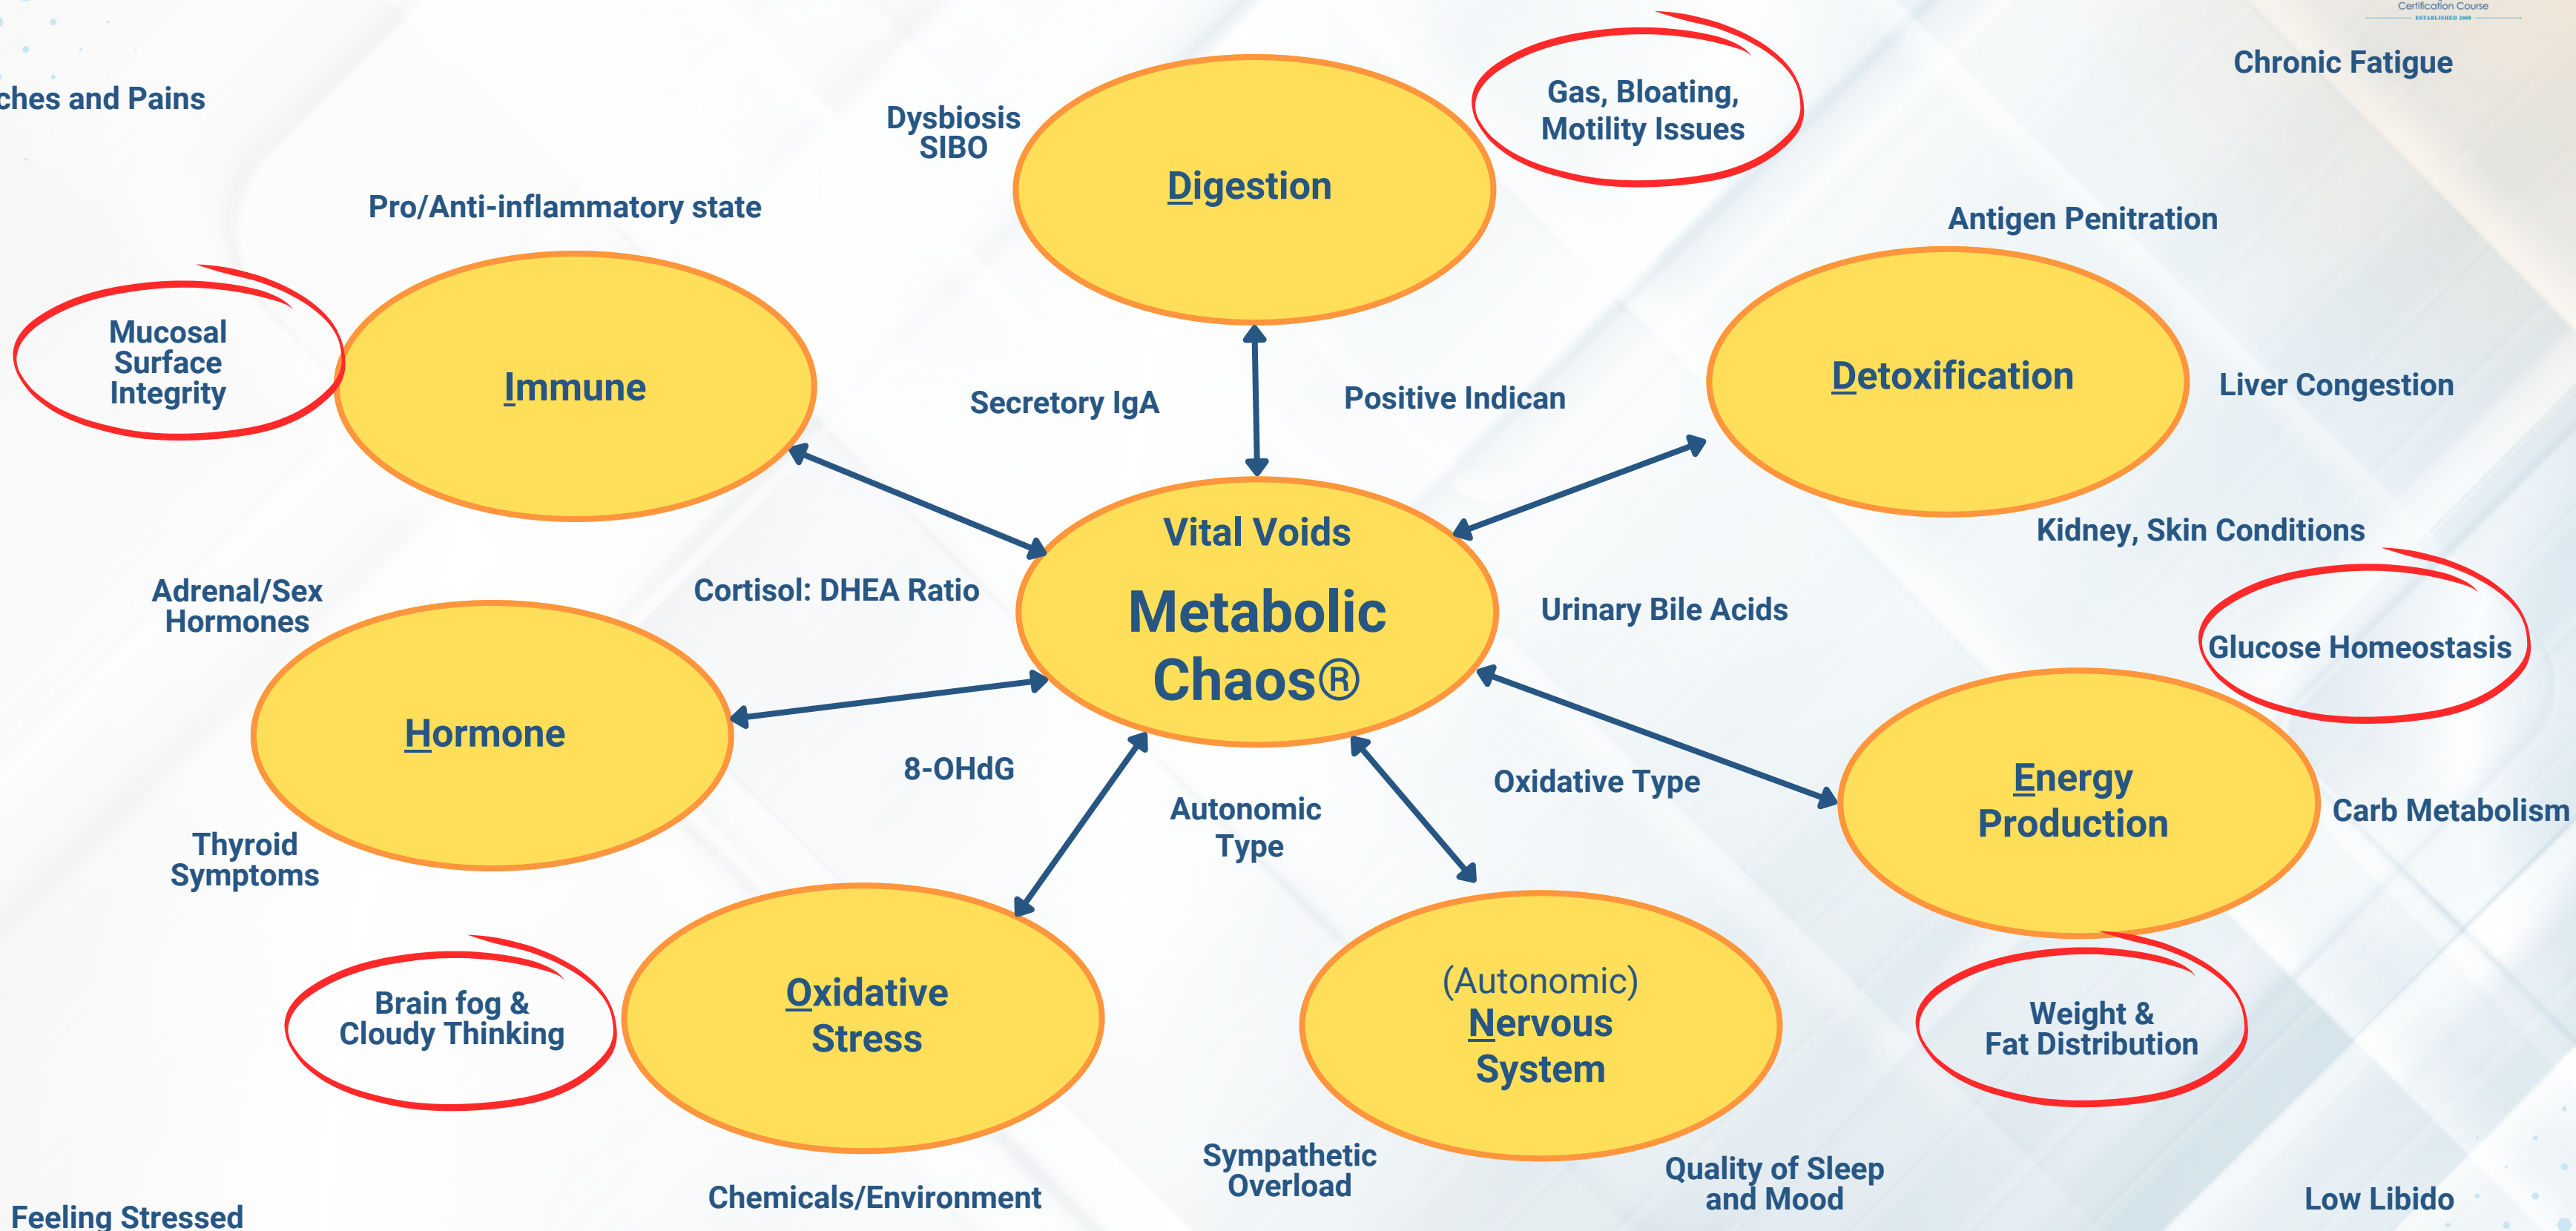 Certification Course
ESTABLISHED 2008
Chronic Fatigue
ches and Pains
Dysbiosis
SIBO
Digestion
Gas, Bloating,
Motility Issues
Pro/Anti-inflammatory state
Antigen Penitration
Mucosal
Surface
Integrity
Immune
Secretory IgA
Positive Indican
Detoxification
Liver Congestion
Kidney, Skin Conditions
Vital Voids
Metabolic
Chaos®
Adrenal/Sex
Hormones
Cortisol: DHEA Ratio
Urinary Bile Acids
Glucose Homeostasis
Hormone
8-OHdG
Autonomic
Type
Oxidative Type
Energy
Production
Carb Metabolism
Thyroid
Symptoms
Brain fog &
Cloudy Thinking
Oxidative
Stress
(Autonomic)
Nervous
System
Weight &
Fat Distribution
Sympathetic
Overload
Quality of Sleep
and Mood
Chemicals/Environment
Feeling Stressed
Low Libido